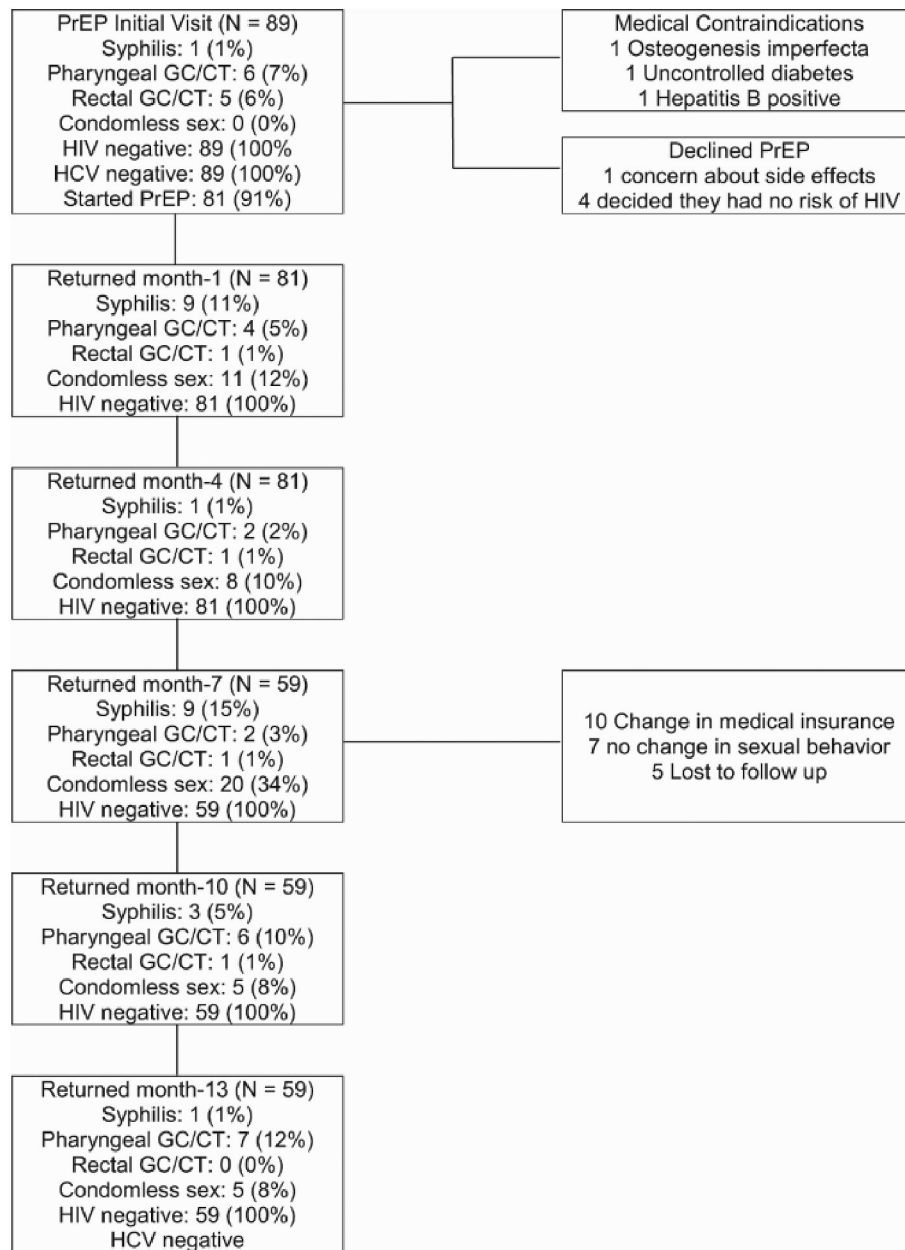 PrEP Initial Visit (N = 89)
Syphilis: 1 (1%)
Pharyngeal GC/CT: 6 (7%)
Rectal GC/CT: 5 (6%)
Condomless sex: 0 (0%)
HIV negative: 89 (100%
HCV negative: 89 (100%)
Started PrEP: 81 (91%)
Medical Contraindications
1 Osteogenesis imperfecta
1 Uncontrolled diabetes
1 Hepatitis B positive
Declined PrEP
1 concern about side effects
4 decided they had no risk of HIV
Returned month-1 (N = 81)
Syphilis: 9 (11%)
Pharyngeal GC/CT: 4 (5%)
Rectal GC/CT: 1 (1%)
Condomless sex: 11 (12%)
HIV negative: 81 (100%)
Returned month-4 (N = 81)
Syphilis: 1 (1%)
Pharyngeal GC/CT: 2 (2%)
Rectal GC/CT: 1 (1%)
Condomless sex: 8 (10%)
HIV negative: 81 (100%)
Returned month-7 (N = 59)
Syphilis: 9 (15%)
Pharyngeal GC/CT: 2 (3%)
Rectal GC/CT: 1 (1%)
Condomless sex: 20 (34%)
HIV negative: 59 (100%)
10 Change in medical insurance
7 no change in sexual behavior
5 Lost to follow up
Returned month-10 (N = 59)
Syphilis: 3 (5%)
Pharyngeal GC/CT: 6 (10%)
Rectal GC/CT: 1 (1%)
Condomless sex: 5 (8%)
HIV negative: 59 (100%)
Returned month-13 (N = 59)
Syphilis: 1 (1%)
Pharyngeal GC/CT: 7 (12%)
Rectal GC/CT: 0 (0%)
Condomless sex: 5 (8%)
HIV negative: 59 (100%)
HCV negative